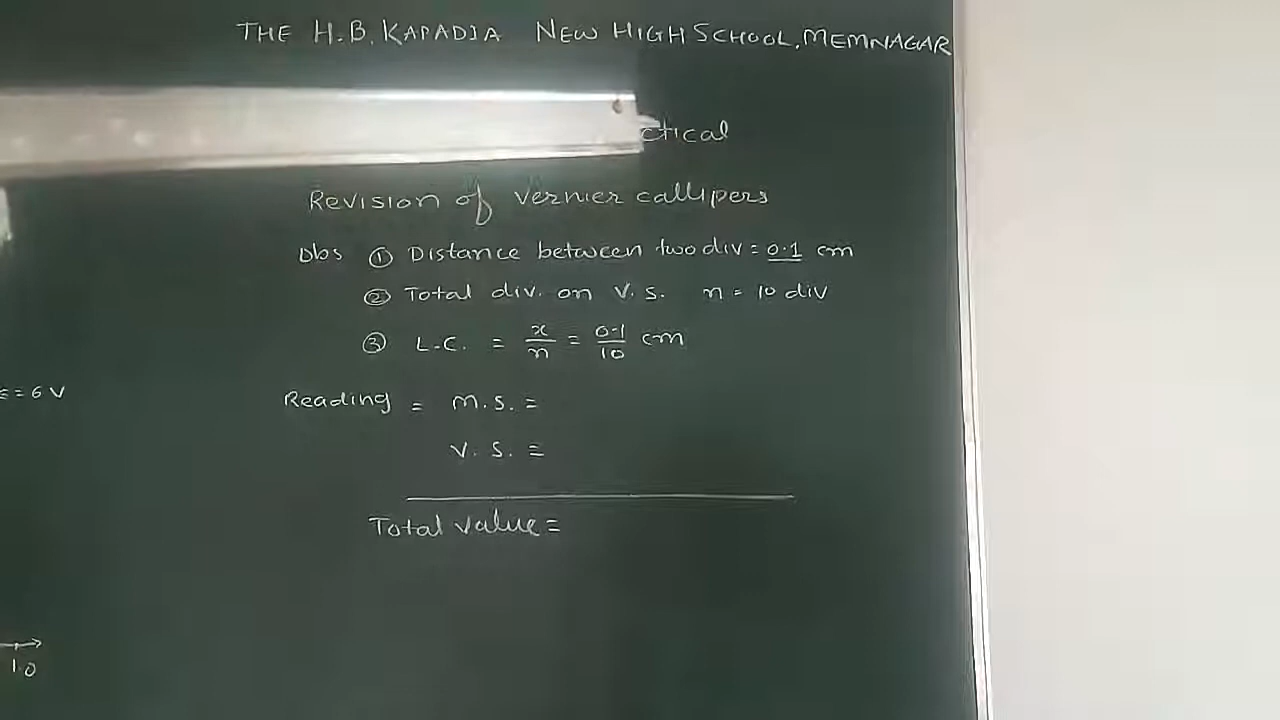 THE H.B. KAPADIA NEW HIGH SCHOOL, MEMNAGAR
ctical
Revision of vernier callipers
Obs ① Distance between two div = 0.1 cm
② Total div. on V.S. n = 10 div
③ L.C. = x/n = 0.1/10 cm
= 6 V
Reading = M.S. =
V.S. =
Total value =
10